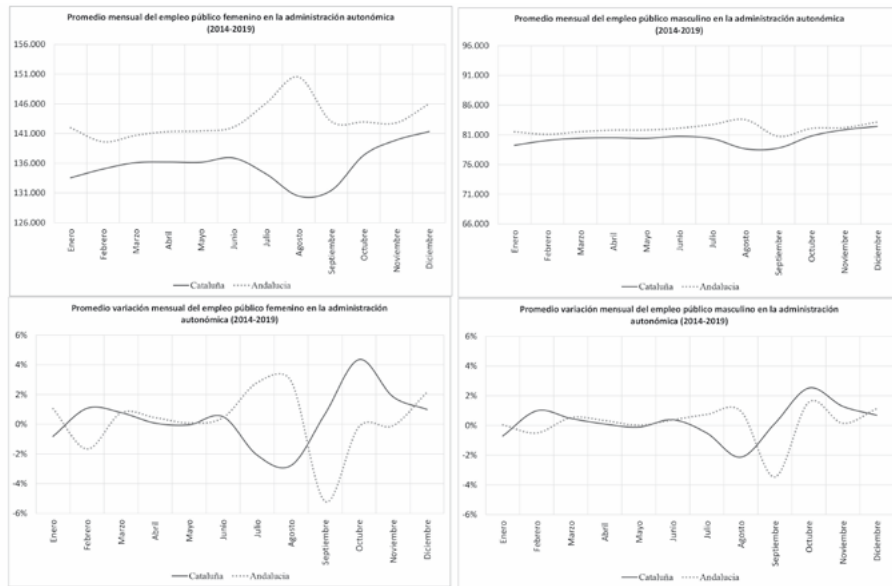 Promedio mensual del empleo público femenino en la administración autonómica
(2014-2019)
156.000
151.000
146.000
141.000
136.000
131.000
126.000
Enero
Febrero
Marzo
Abril
Mayo
Junio
Julio
Agosto
Septiembre
Octubre
Noviembre
Diciembre
Cataluña
Andalucia
Promedio mensual del empleo público masculino en la administración autonómica
(2014-2019)
96.000
91.000
86.000
81.000
76.000
71.000
66.000
Enero
Febrero
Marzo
Abril
Mayo
Junio
Julio
Agosto
Septiembre
Octubre
Noviembre
Diciembre
Cataluña
Andalucia
Promedio variación mensual del empleo público femenino en la administración
autonómica (2014-2019)
6%
4%
2%
0%
-2%
-4%
-6%
Enero
Febrero
Marzo
Abril
Mayo
Junio
Julio
Agosto
Septiembre
Octubre
Noviembre
Diciembre
Cataluña
Andalucia
Promedio variación mensual del empleo público masculino en la administración
autonómica (2014-2019)
6%
4%
2%
0%
-2%
-4%
-6%
Enero
Febrero
Marzo
Abril
Mayo
Junio
Julio
Agosto
Septiembre
Octubre
Noviembre
Diciembre
Cataluña
Andalucia